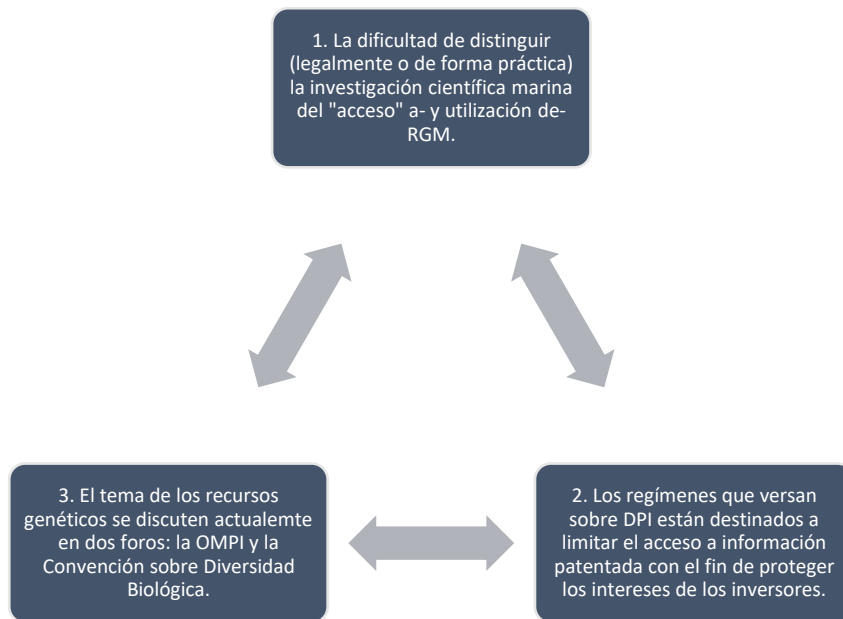 1. La dificultad de distinguir
(legalmente o de forma práctica)
la investigación científica marina
del "acceso" a- y utilización de-
RGM.
3. El tema de los recursos
genéticos se discuten actualemte
en dos foros: la OMPI y la
Convención sobre Diversidad
Biológica.
2. Los regímenes que versan
sobre DPI están destinados a
limitar el acceso a información
patentada con el fin de proteger
los intereses de los inversores.